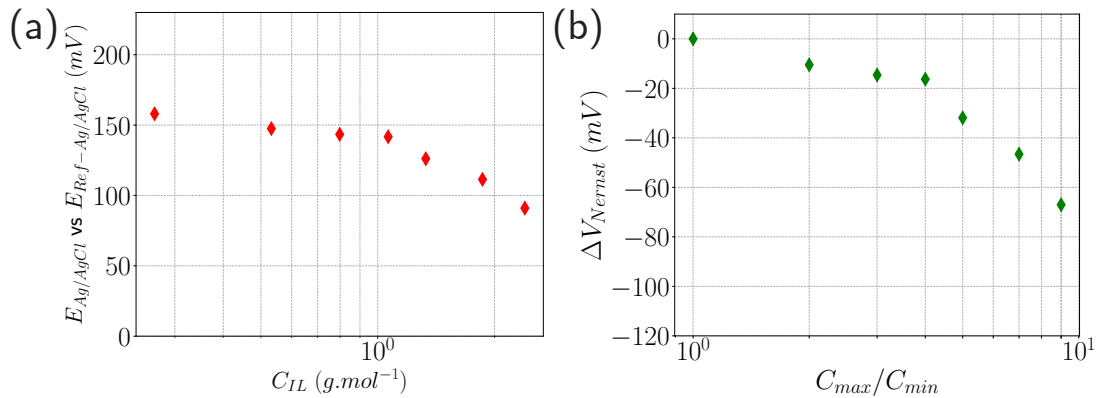 (a)
E_{Ag/AgCl} vs E_{Ref−Ag/AgCl} (mV)
200
150
100
50
0
10^0
C_{IL} (g.mol^{−1})
(b)
ΔV_{Nernst} (mV)
0
−20
−40
−60
−80
−100
−120
10^0
10^1
C_{max}/C_{min}